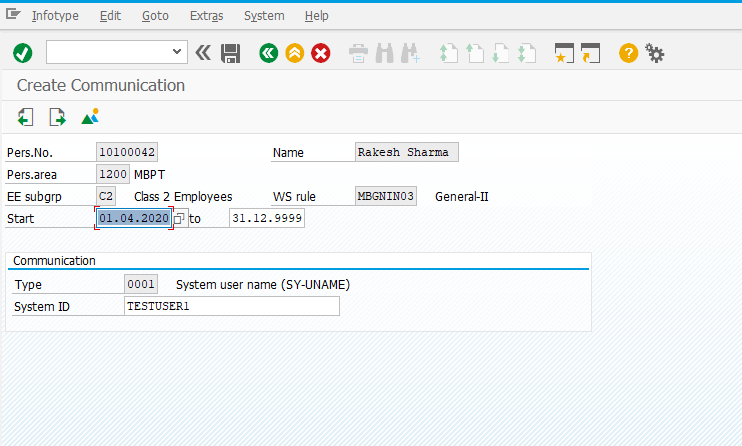 Infotype Edit Goto Extras System Help
Create Communication
Pers.No. 10100042 Name Rakesh Sharma
Pers.area 1200 MBPT
EE subgrp C2 Class 2 Employees WS rule MBGNIN03 General-II
Start 01.04.2020 to 31.12.9999
Communication
Type 0001 System user name (SY-UNAME)
System ID TESTUSER1